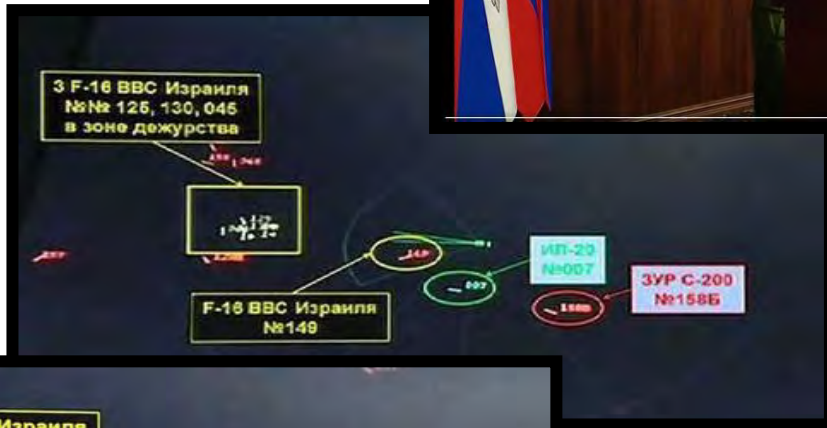 3 F-16 ВВС Израиля
№№ 125, 130, 045
в зоне дежурства
ИЛ-20
№007
ЗУР С-200
№158Б
149
007
158Б
F-16 ВВС Израиля
№149
Израиля